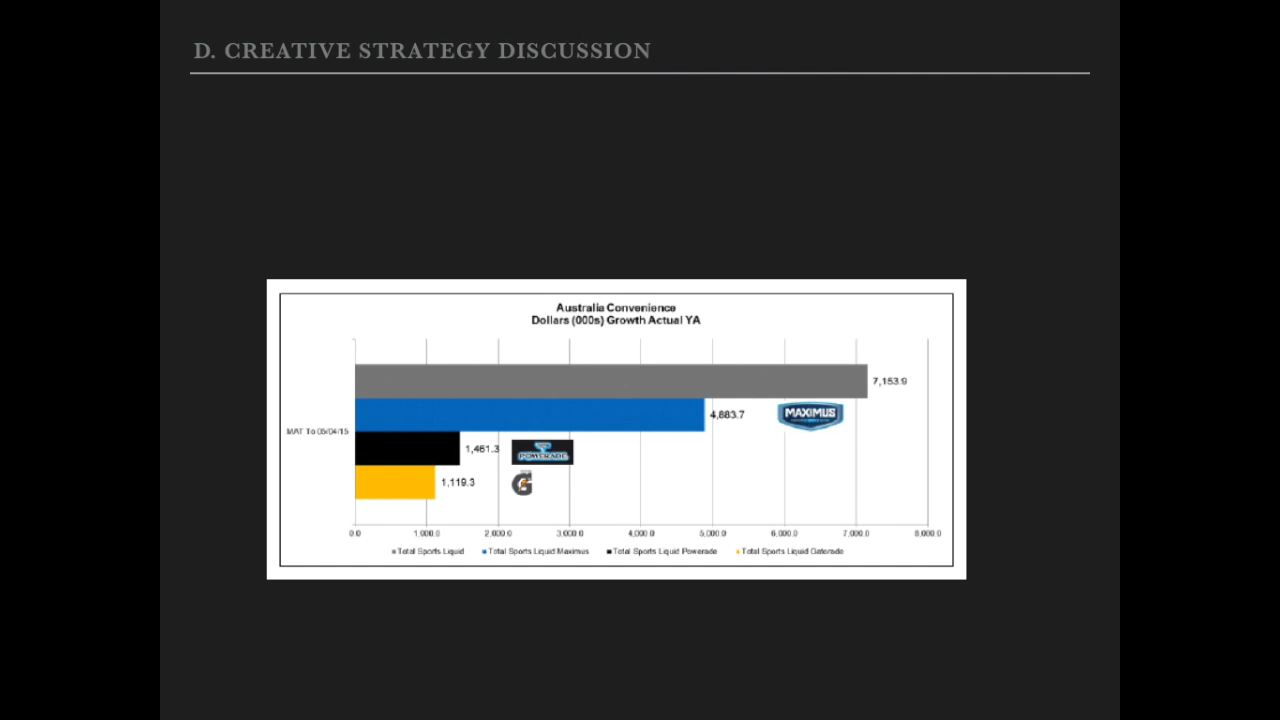 D. CREATIVE STRATEGY DISCUSSION
Australia Convenience
Dollars (000s) Growth Actual YA
7,153.9
4,883.7
MAXIMUS
MAT To 05/04/15
1,461.3
POWERADE
1,119.3
G
0.0 1,000.0 2,000.0 3,000.0 4,000.0 5,000.0 6,000.0 7,000.0 8,000.0
Total Sports Liquid Total Sports Liquid Maximus Total Sports Liquid Powerade Total Sports Liquid Gatorade